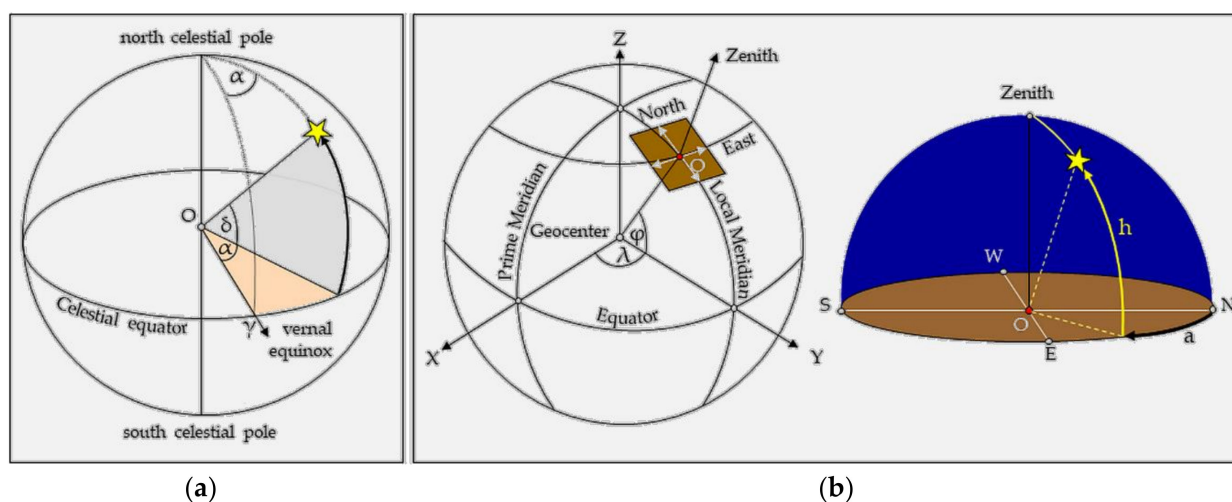 north celestial pole
α
O
δ
α
Celestial equator
γ
vernal
equinox
south celestial pole
(a)
Z
Zenith
North
East
O
Prime Meridian
Local Meridian
Geocenter
φ
λ
Equator
X
Y
Zenith
h
W
S
N
O
E
a
(b)